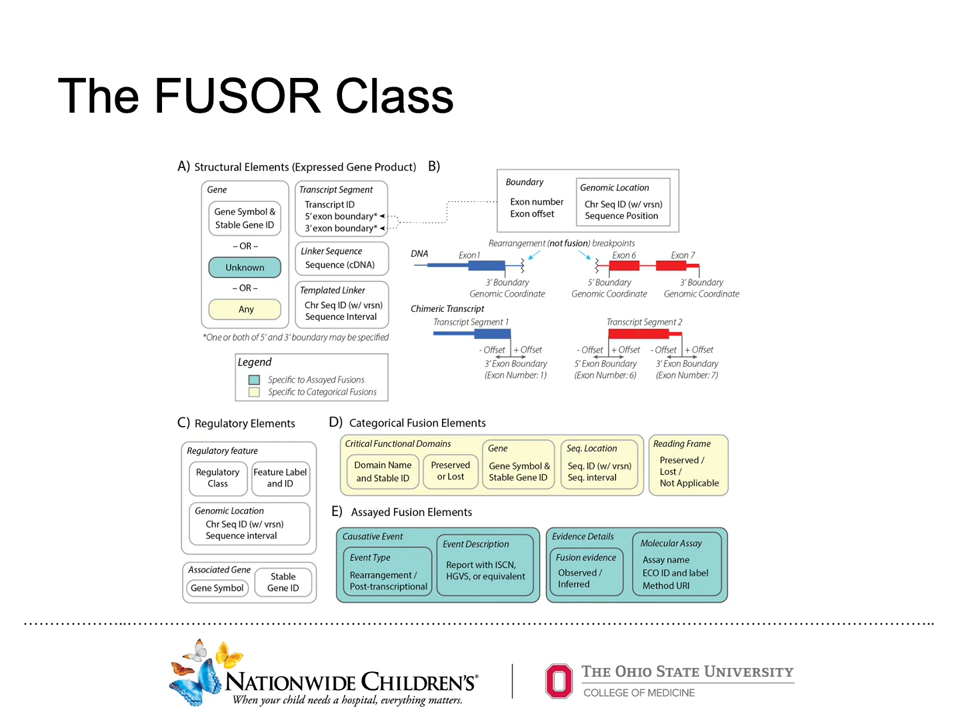 The FUSOR Class
A) Structural Elements (Expressed Gene Product)
Gene
Gene Symbol &
Stable Gene ID
– OR –
Unknown
– OR –
Any
Transcript Segment
Transcript ID
5' exon boundary*
3' exon boundary*
Linker Sequence
Sequence (cDNA)
Templated Linker
Chr Seq ID (w/ vrsn)
Sequence Interval
*One or both of 5' and 3' boundary may be specified
Legend
Specific to Assayed Fusions
Specific to Categorical Fusions
B)
Boundary
Exon number
Exon offset
Genomic Location
Chr Seq ID (w/ vrsn)
Sequence Position
Rearrangement (not fusion) breakpoints
DNA
Exon1
Exon 6
Exon 7
3' Boundary
Genomic Coordinate
5' Boundary
Genomic Coordinate
3' Boundary
Genomic Coordinate
Chimeric Transcript
Transcript Segment 1
Transcript Segment 2
- Offset + Offset
- Offset + Offset
- Offset + Offset
3' Exon Boundary
(Exon Number: 1)
5' Exon Boundary
(Exon Number: 6)
3' Exon Boundary
(Exon Number: 7)
C) Regulatory Elements
Regulatory feature
Regulatory
Class
Feature Label
and ID
Genomic Location
Chr Seq ID (w/ vrsn)
Sequence interval
Associated Gene
Gene Symbol
Stable
Gene ID
D) Categorical Fusion Elements
Critical Functional Domains
Domain Name
and Stable ID
Preserved
or Lost
Gene
Gene Symbol &
Stable Gene ID
Seq. Location
Seq. ID (w/ vrsn)
Seq. interval
Reading Frame
Preserved /
Lost /
Not Applicable
E) Assayed Fusion Elements
Causative Event
Event Type
Rearrangement /
Post-transcriptional
Event Description
Report with ISCN,
HGVS, or equivalent
Evidence Details
Fusion evidence
Observed /
Inferred
Molecular Assay
Assay name
ECO ID and label
Method URI
NATIONWIDE CHILDREN'S®
When your child needs a hospital, everything matters.
THE OHIO STATE UNIVERSITY
COLLEGE OF MEDICINE